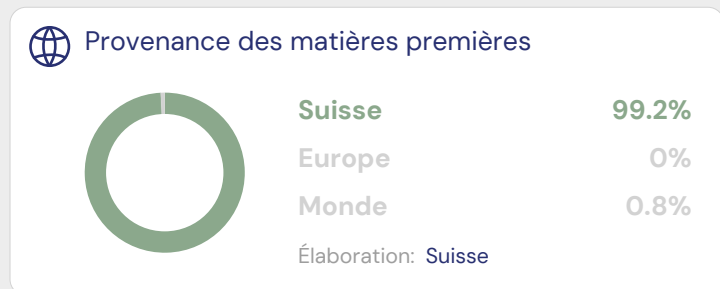 Provenance des matières premières
Suisse 99.2%
Europe 0%
Monde 0.8%
Élaboration: Suisse